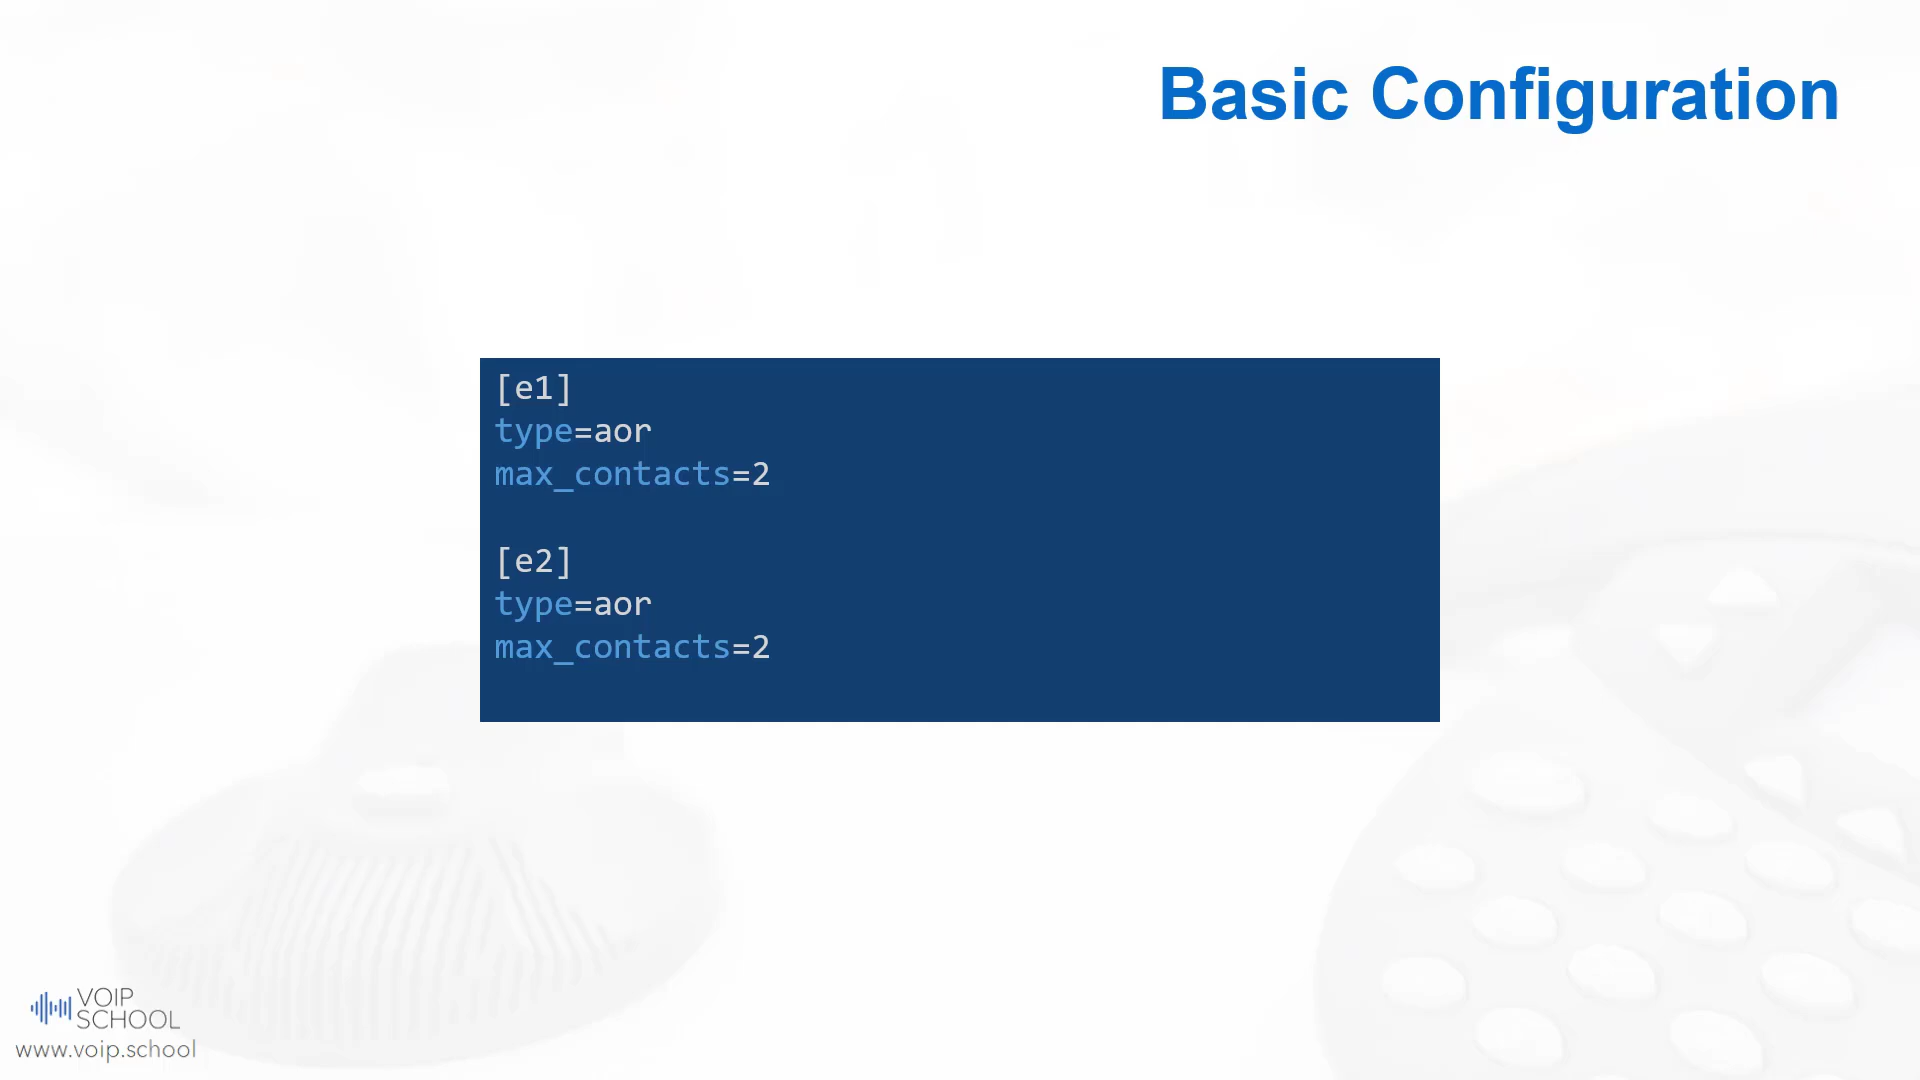 Basic Configuration
[e1]
type=aor
max_contacts=2
[e2]
type=aor
max_contacts=2
VOIP
SCHOOL
www.voip.school